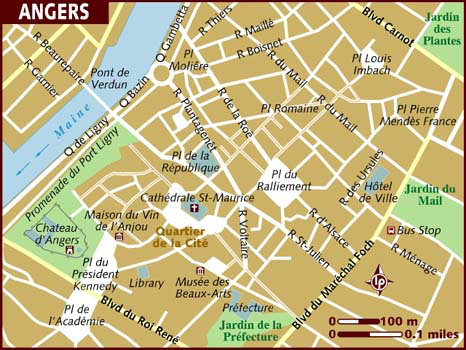 ANGERS
R Beaurepaire
R Garnier
Pont de
Verdun
Q Bazin
Q Gambetta
Pl
Molière
R Thiers
R Maillé
R Boisnet
R du Mail
Blvd Carnot
Jardin
des
Plantes
Pl Louis
Imbach
Maine
Q de Ligny
Promenade du Port Ligny
R Plantagenêt
R de la Roë
Pl Romaine
R du Mail
Pl Pierre
Mendès France
Pl de la
République
Pl du
Ralliement
R des Ursules
Hôtel
de Ville
Jardin du
Mail
Cathédrale St-Maurice
Maison du Vin
de l'Anjou
Quartier
de la Cité
R Voltaire
Chateau
d'Angers
R d'Alsace
R St-Julien
Bus Stop
R Ménage
Pl du
Président
Kennedy
Library
Musée des
Beaux-Arts
Blvd du Maréchal Foch
LP
Blvd du Roi René
Pl de
l'Académie
Préfecture
Jardin de la
Préfecture
0 100 m
0 0.1 miles